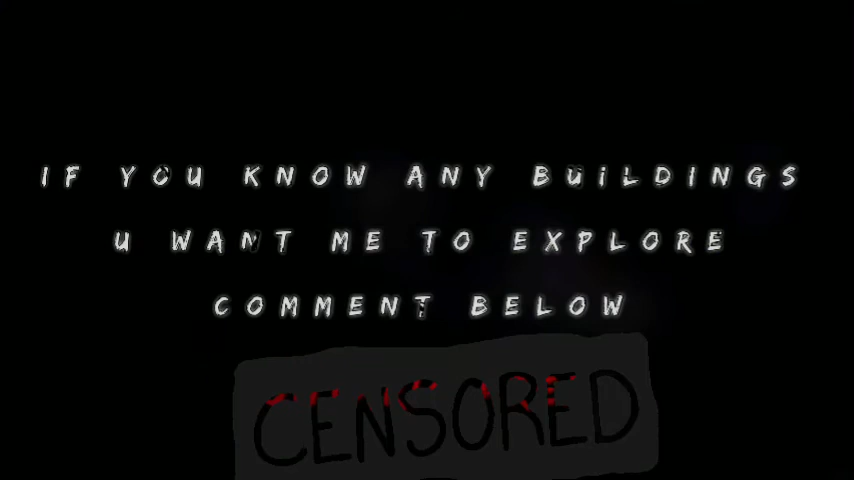 IF YOU KNOW ANY BUiLDINGS
U WANT ME TO EXPLORE
COMMENT BELOW
CENSORED